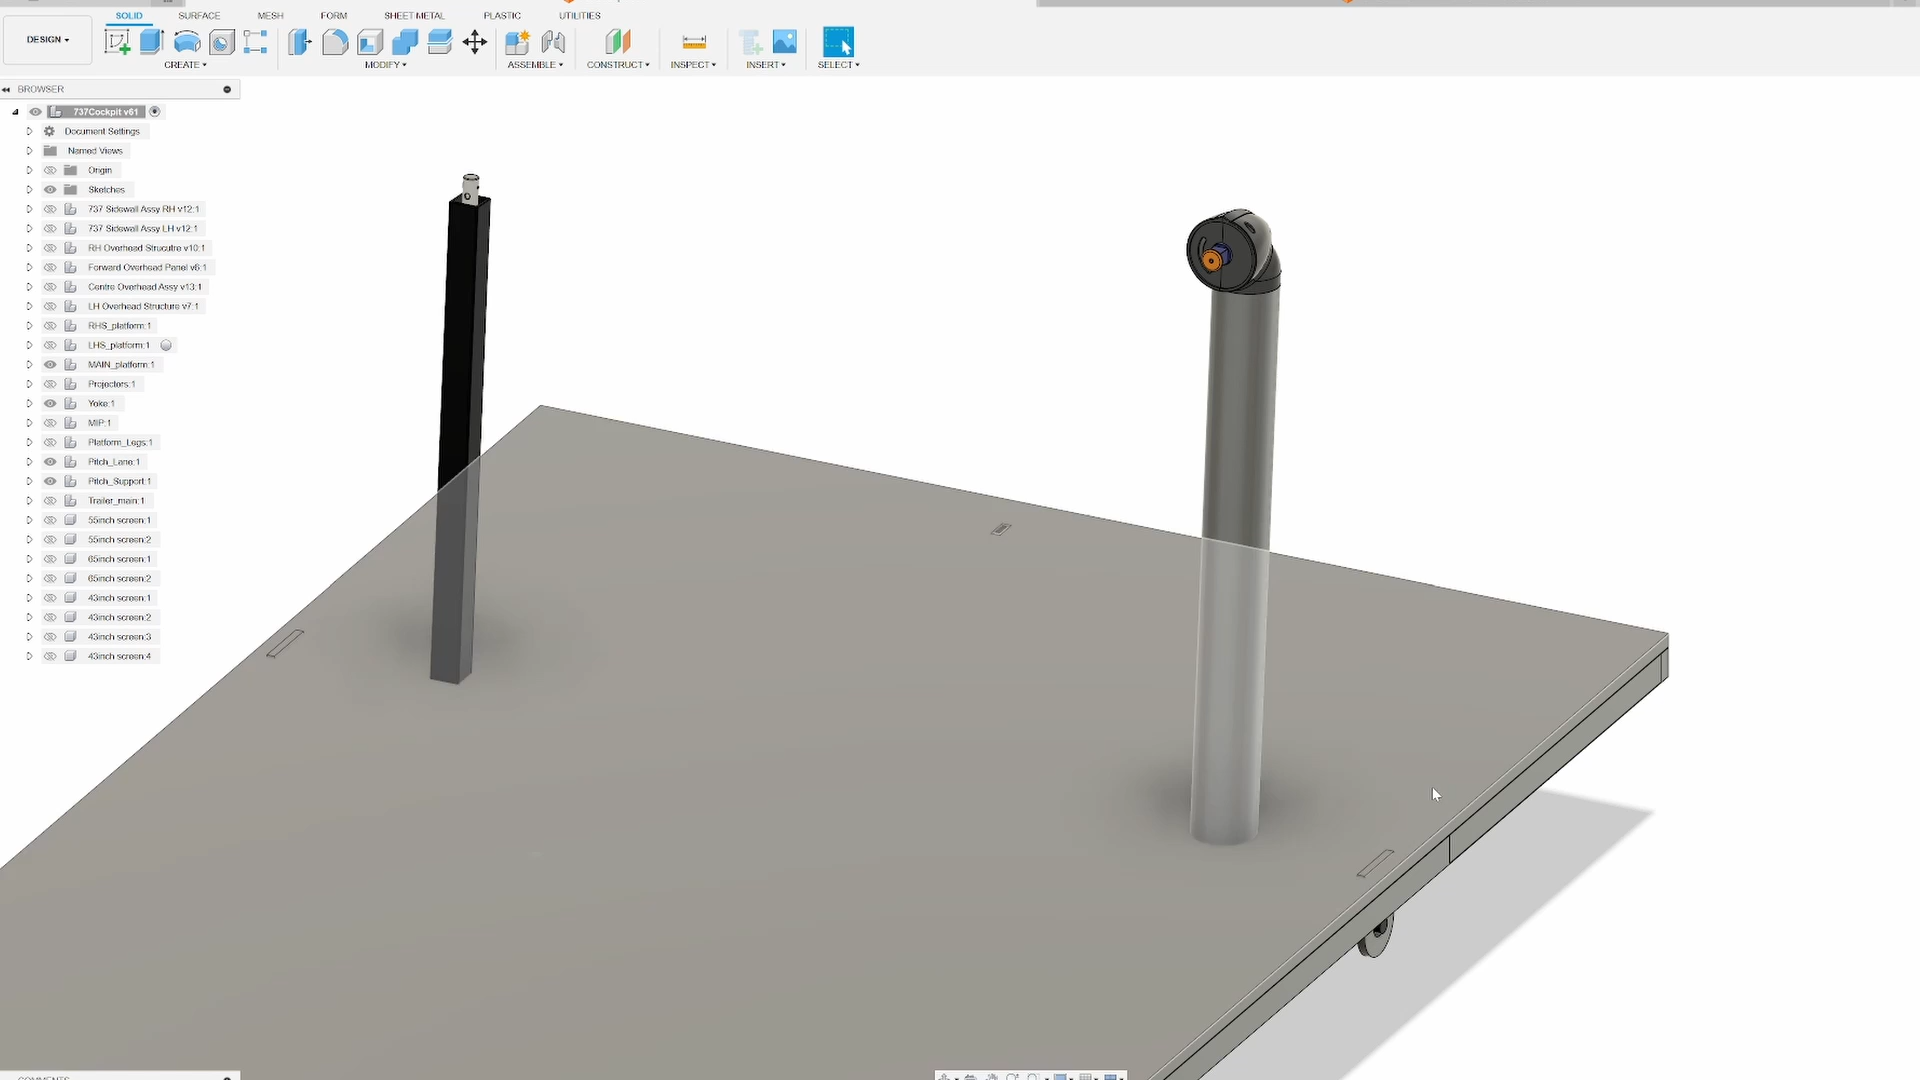 SOLID SURFACE MESH FORM SHEET METAL PLASTIC UTILITIES
DESIGN
CREATE MODIFY ASSEMBLE CONSTRUCT INSPECT INSERT SELECT
BROWSER
737Cockpit v61
Document Settings
Named Views
Origin
Sketches
737 Sidewall Assy RH v12:1
737 Sidewall Assy LH v12:1
RH Overhead Strucutre v10:1
Forward Overhead Panel v6:1
Centre Overhead Assy v13:1
LH Overhead Structure v7:1
RHS_platform:1
LHS_platform:1
MAIN_platform:1
Projectors:1
Yoke:1
MIP:1
Platform_Legs:1
Pitch_Lane:1
Pitch_Support:1
Trailer_main:1
55inch screen:1
55inch screen:2
65inch screen:1
65inch screen:2
43inch screen:1
43inch screen:2
43inch screen:3
43inch screen:4
COMMENTS